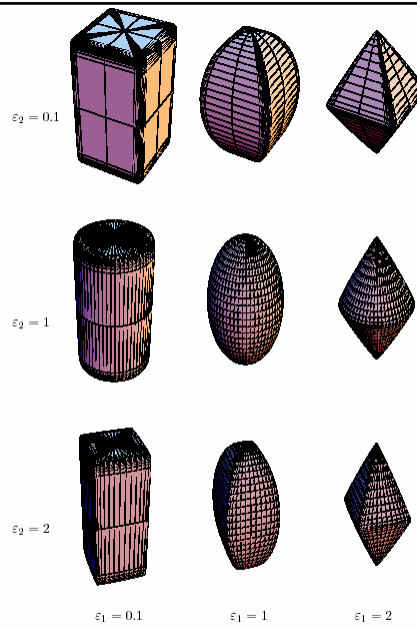 ε₂ = 0.1
ε₂ = 1
ε₂ = 2
ε₁ = 0.1 ε₁ = 1 ε₁ = 2